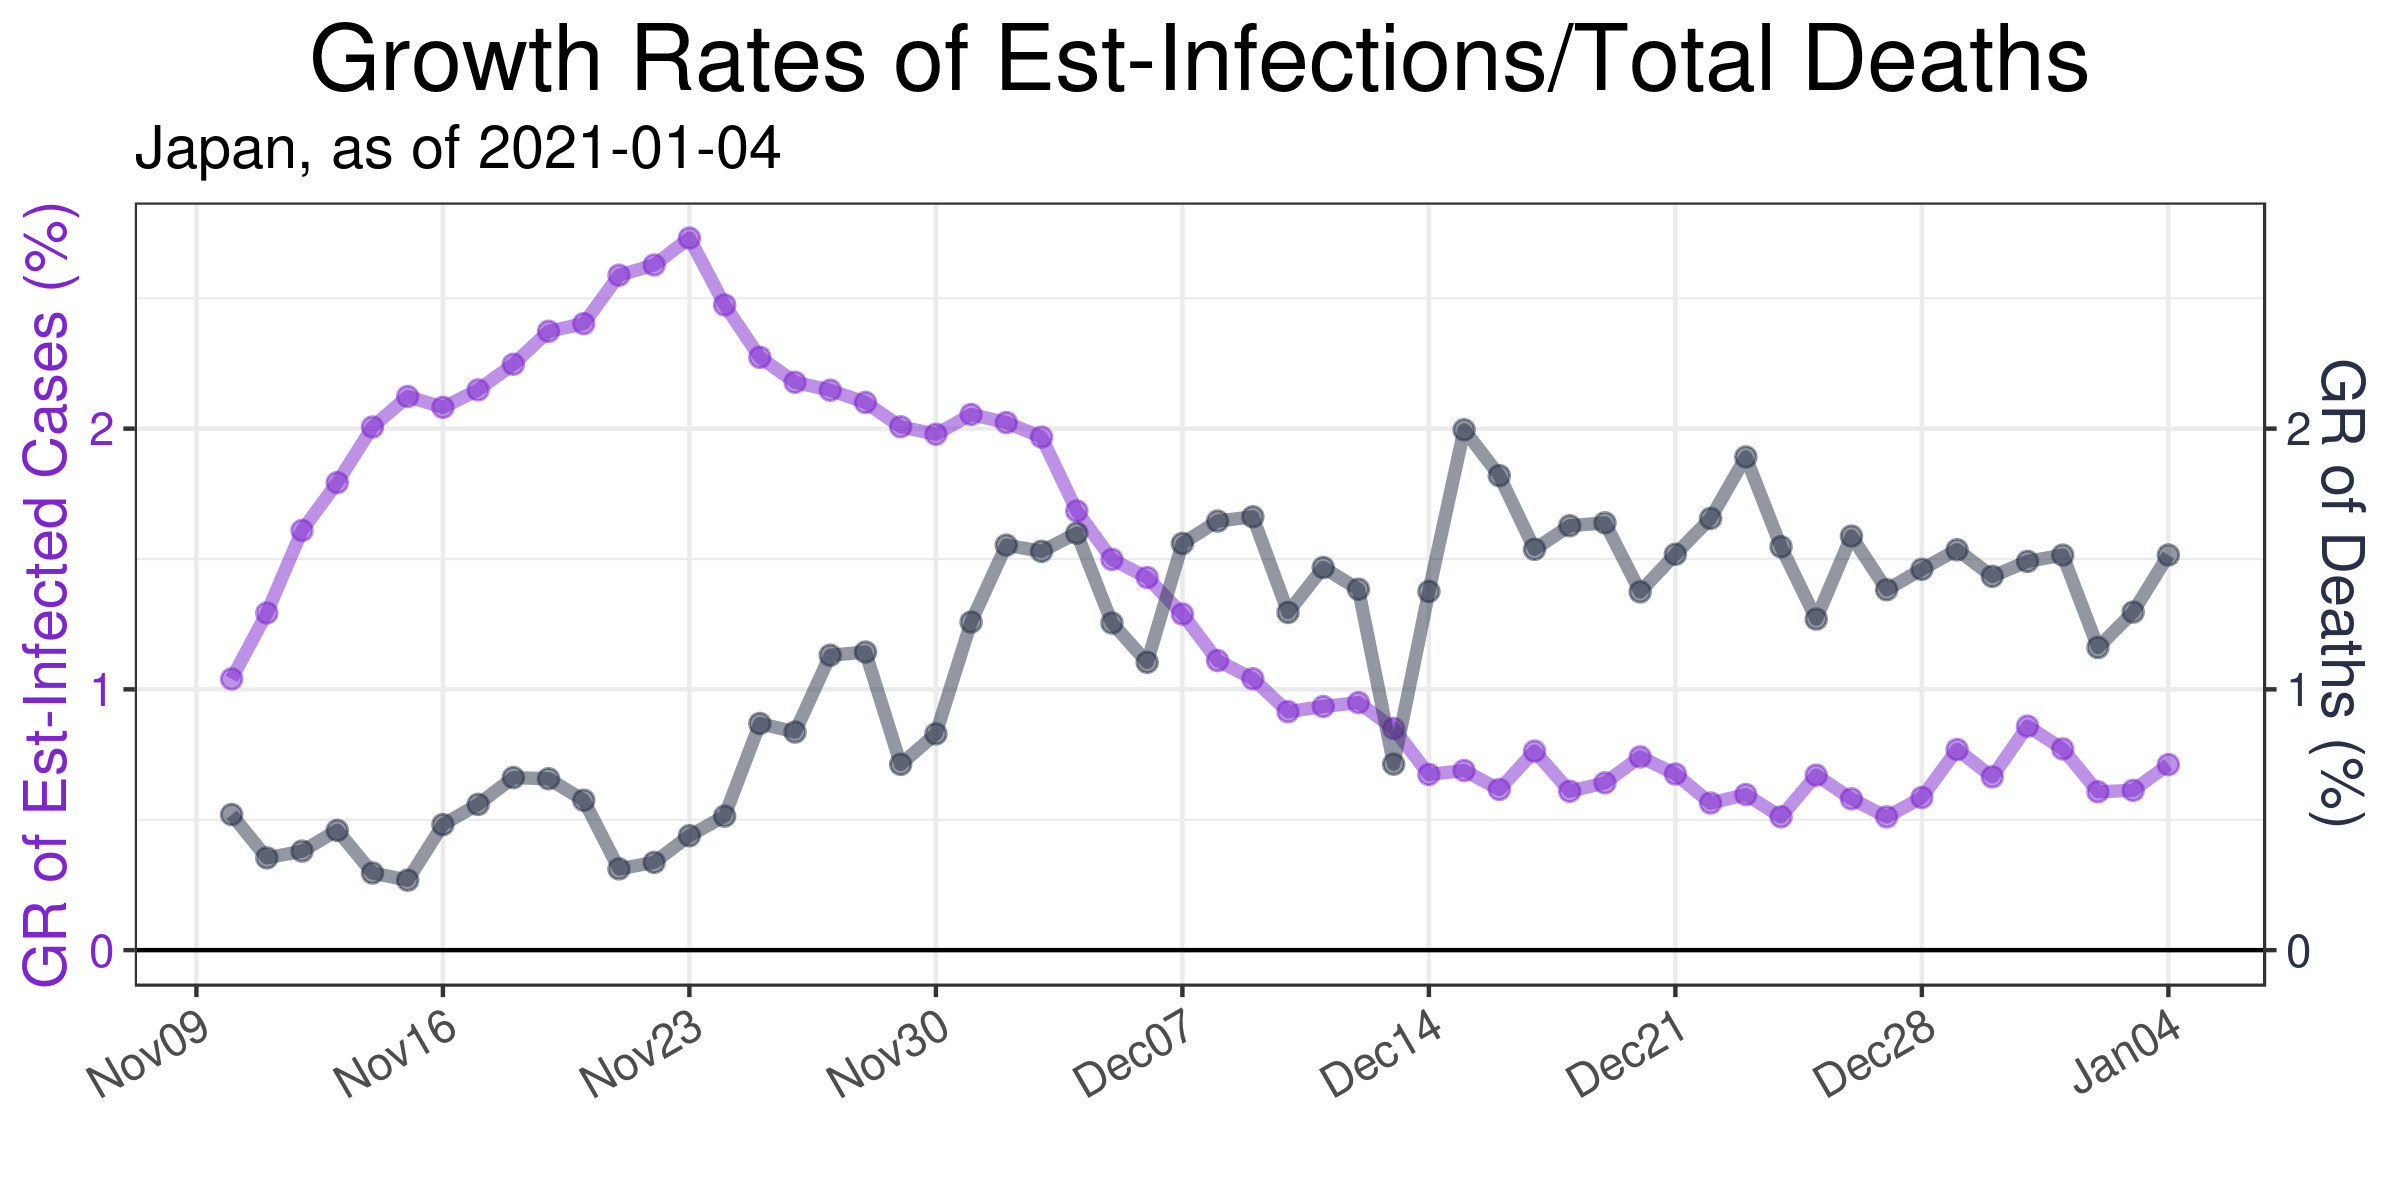 Growth Rates of Est-Infections/Total Deaths
Japan, as of 2021-01-04
GR of Est-Infected Cases (%)
2
1
0
2
1
0
GR of Deaths (%)
Nov09
Nov16
Nov23
Nov30
Dec07
Dec14
Dec21
Dec28
Jan04